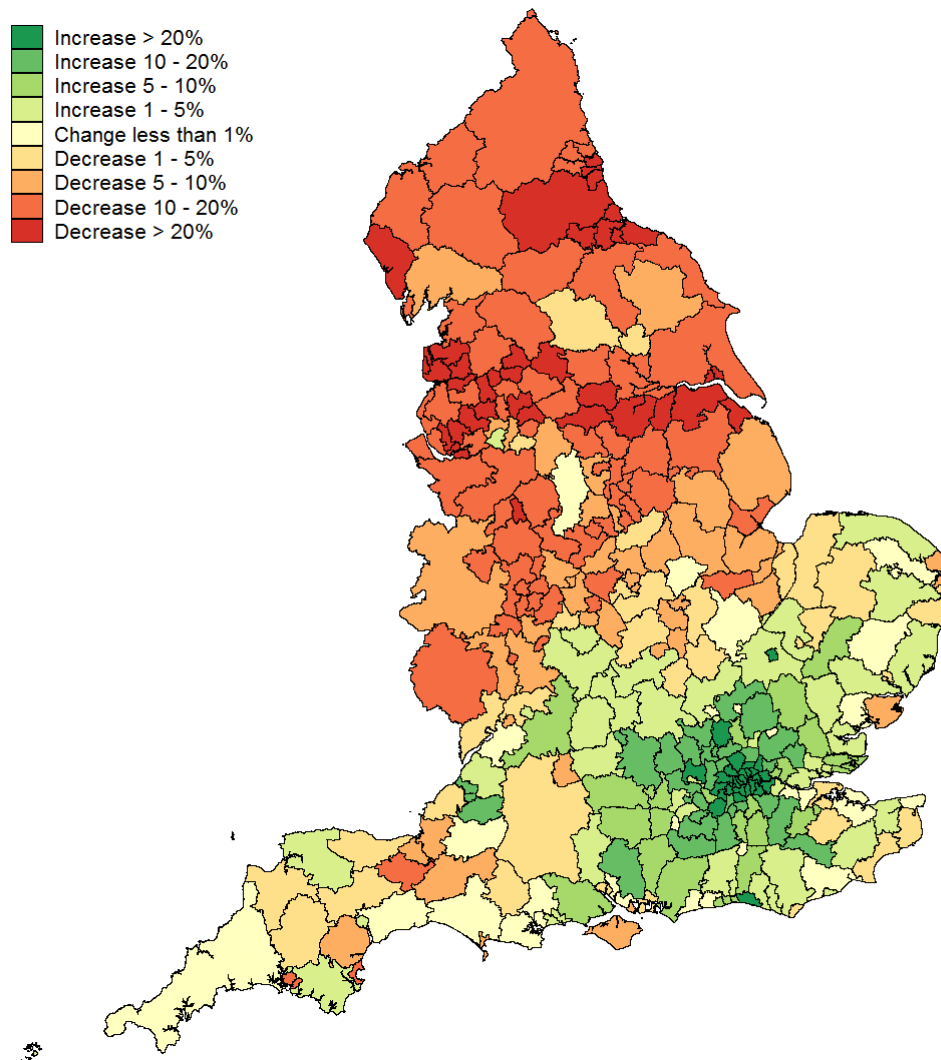 Increase > 20%
Increase 10 - 20%
Increase 5 - 10%
Increase 1 - 5%
Change less than 1%
Decrease 1 - 5%
Decrease 5 - 10%
Decrease 10 - 20%
Decrease > 20%